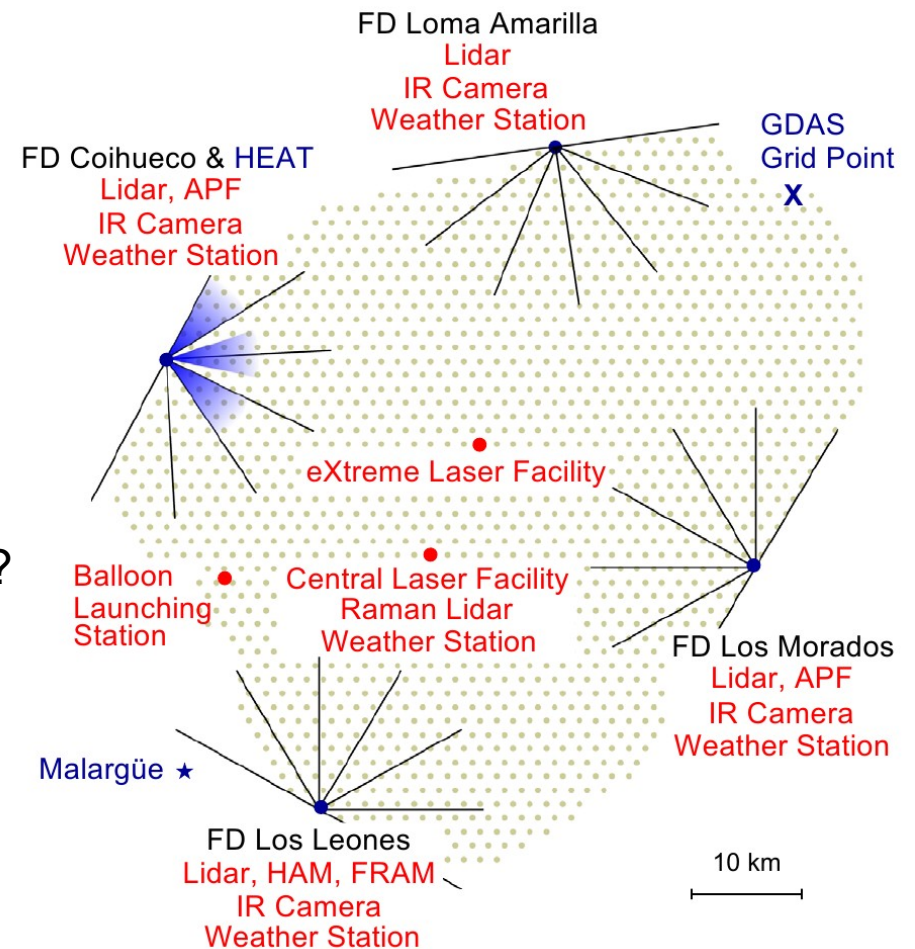 FD Loma Amarilla
Lidar
IR Camera
Weather Station
GDAS
Grid Point
X
FD Coihueco & HEAT
Lidar, APF
IR Camera
Weather Station
eXtreme Laser Facility
?
Balloon
Launching
Station
Central Laser Facility
Raman Lidar
Weather Station
FD Los Morados
Lidar, APF
IR Camera
Weather Station
Malargüe
FD Los Leones
Lidar, HAM, FRAM
IR Camera
Weather Station
10 km